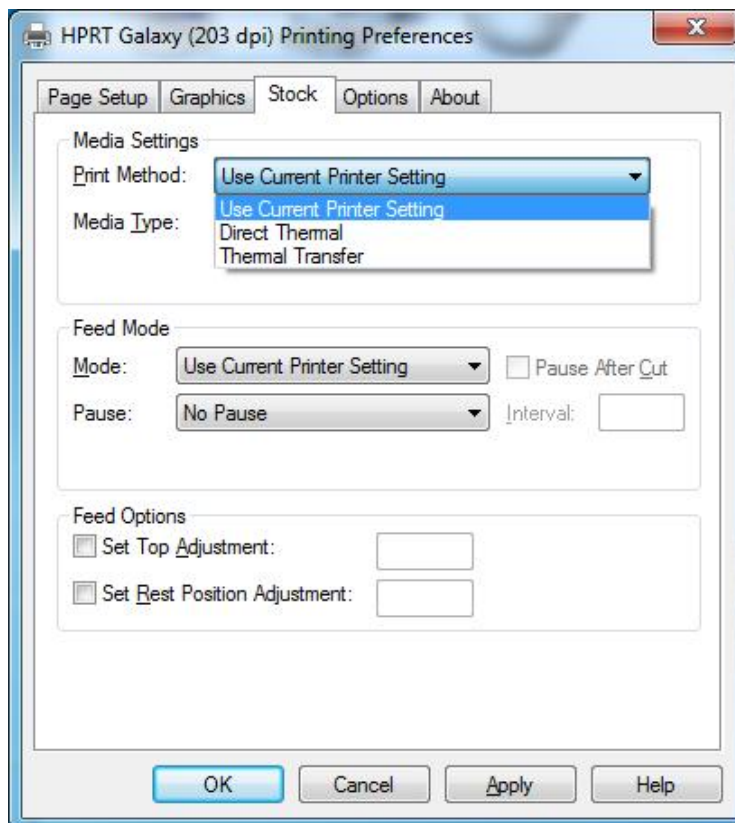 HPRT Galaxy (203 dpi) Printing Preferences
Page Setup Graphics Stock Options About
Media Settings
Print Method: Use Current Printer Setting
Use Current Printer Setting
Media Type: Direct Thermal
Thermal Transfer
Feed Mode
Mode: Use Current Printer Setting Pause After Cut
Pause: No Pause Interval:
Feed Options
Set Top Adjustment:
Set Rest Position Adjustment:
OK Cancel Apply Help